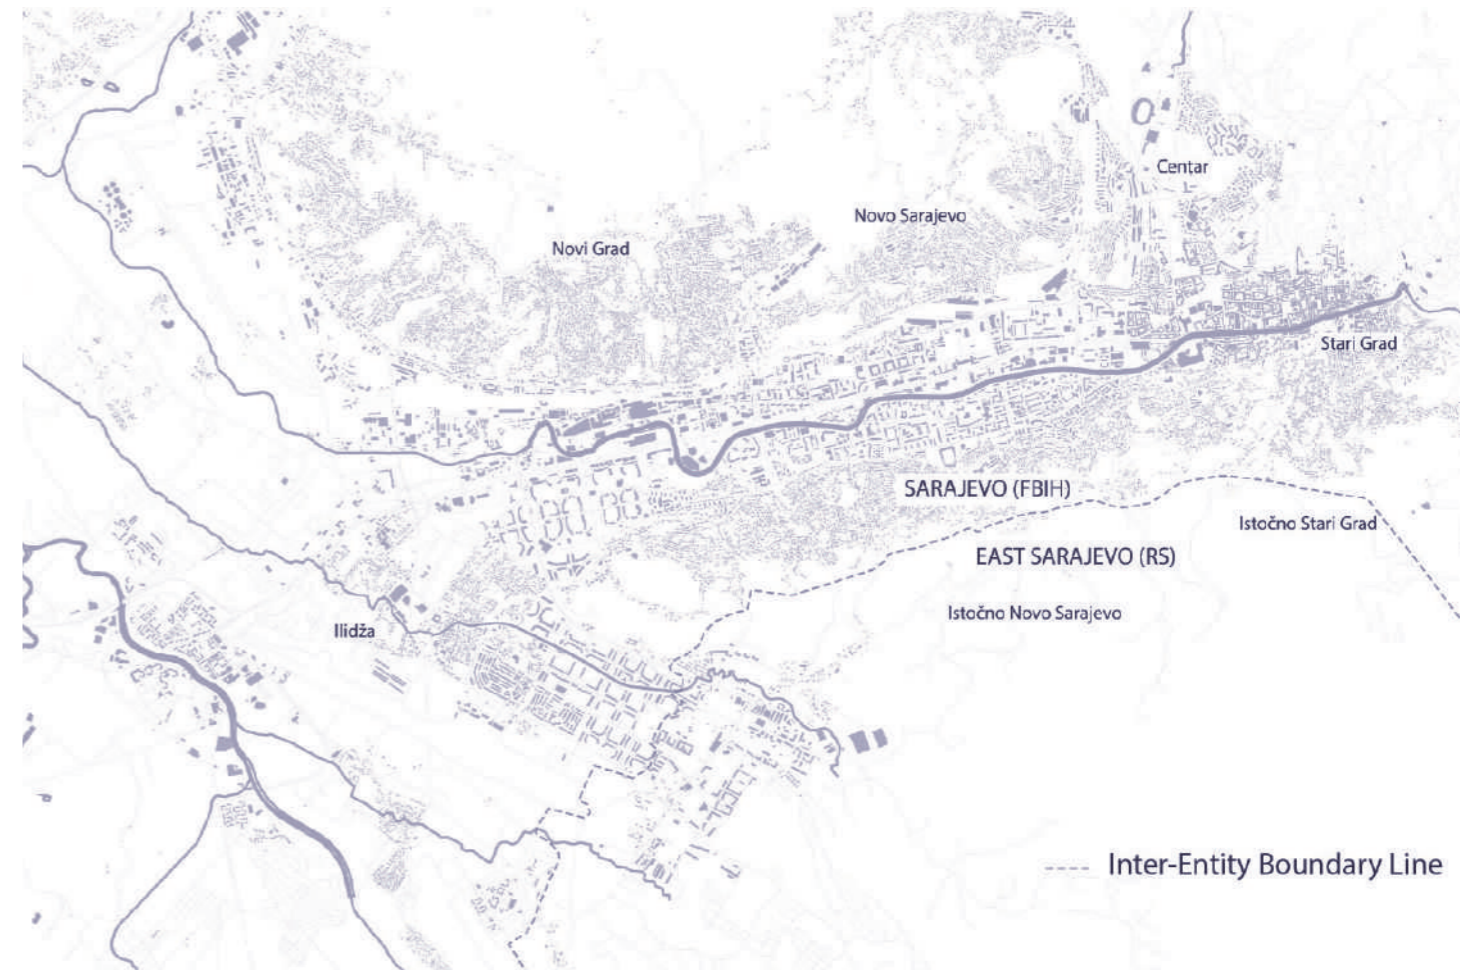 Centar
Novo Sarajevo
Novi Grad
Stari Grad
SARAJEVO (FBIH)
Istočno Stari Grad
EAST SARAJEVO (RS)
Istočno Novo Sarajevo
Ilidža
Inter-Entity Boundary Line